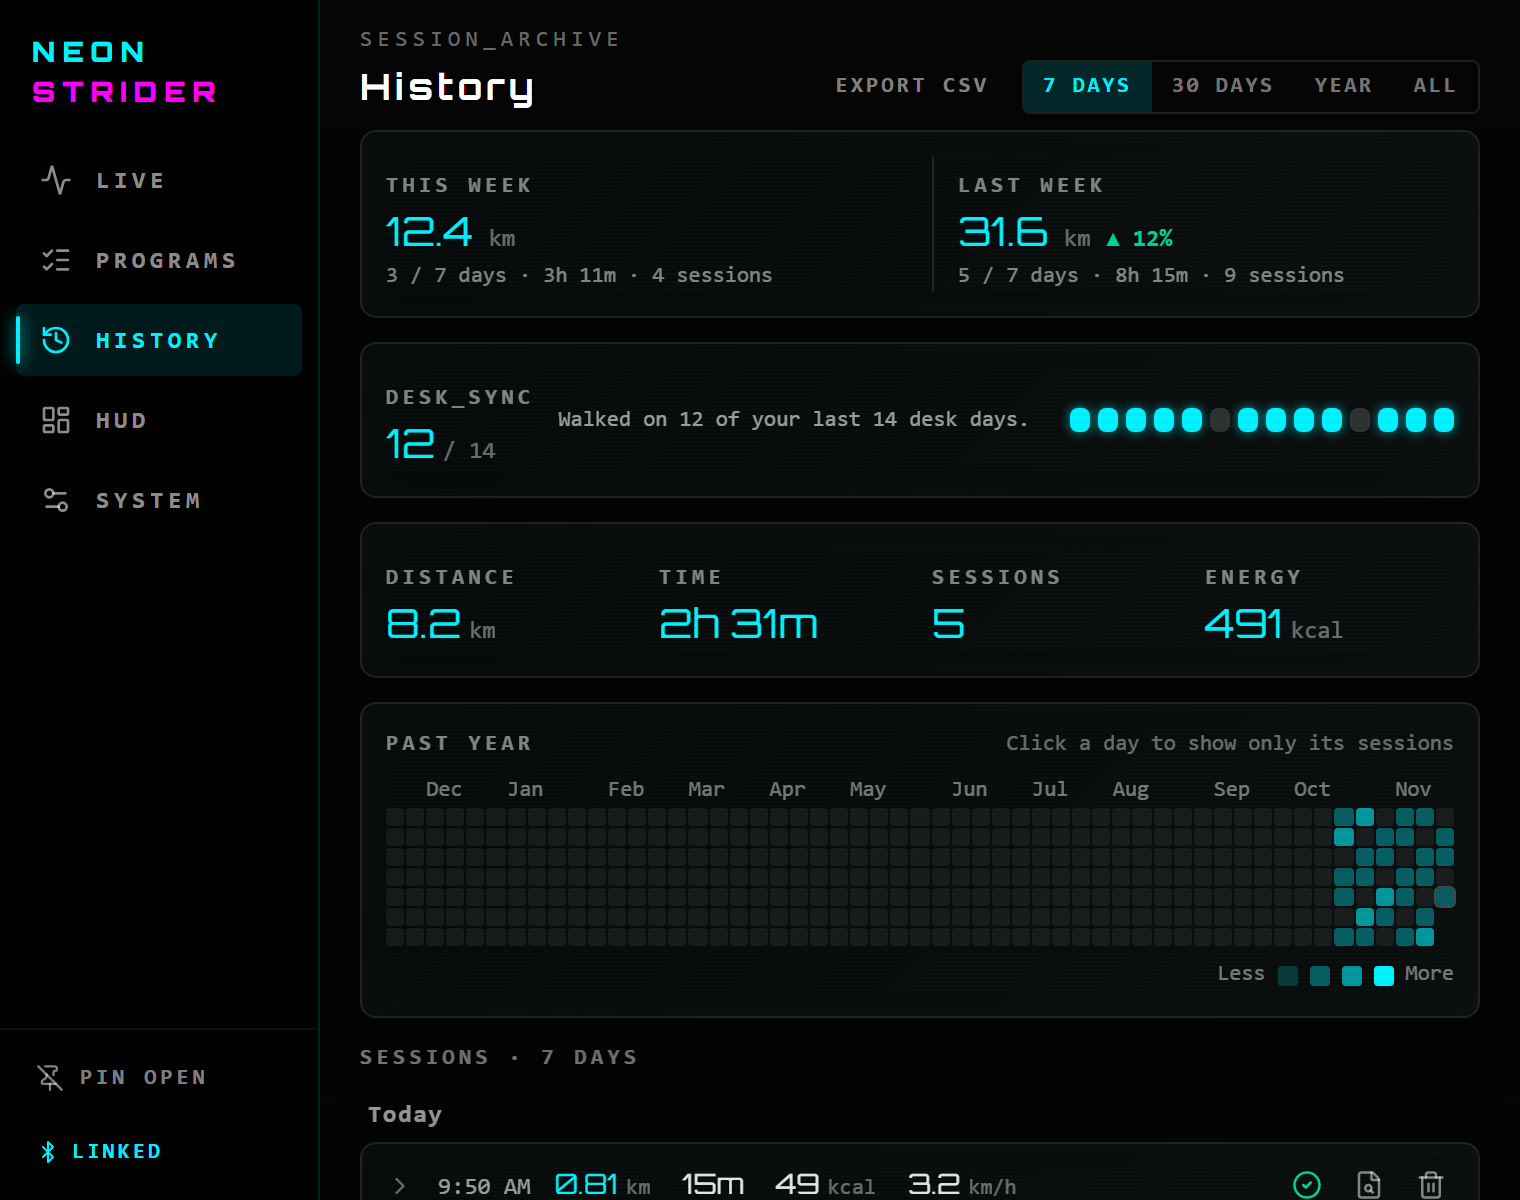 NEON
STRIDER
LIVE
PROGRAMS
HISTORY
HUD
SYSTEM
PIN OPEN
LINKED
SESSION_ARCHIVE
History
EXPORT CSV
7 DAYS
30 DAYS
YEAR
ALL
THIS WEEK
12.4 km
3 / 7 days · 3h 11m · 4 sessions
LAST WEEK
31.6 km ▲ 12%
5 / 7 days · 8h 15m · 9 sessions
DESK_SYNC
12 / 14
Walked on 12 of your last 14 desk days.
DISTANCE
8.2 km
TIME
2h 31m
SESSIONS
5
ENERGY
491 kcal
PAST YEAR
Click a day to show only its sessions
Dec Jan Feb Mar Apr May Jun Jul Aug Sep Oct Nov
Less More
SESSIONS · 7 DAYS
Today
9:50 AM 0.81 km 15m 49 kcal 3.2 km/h